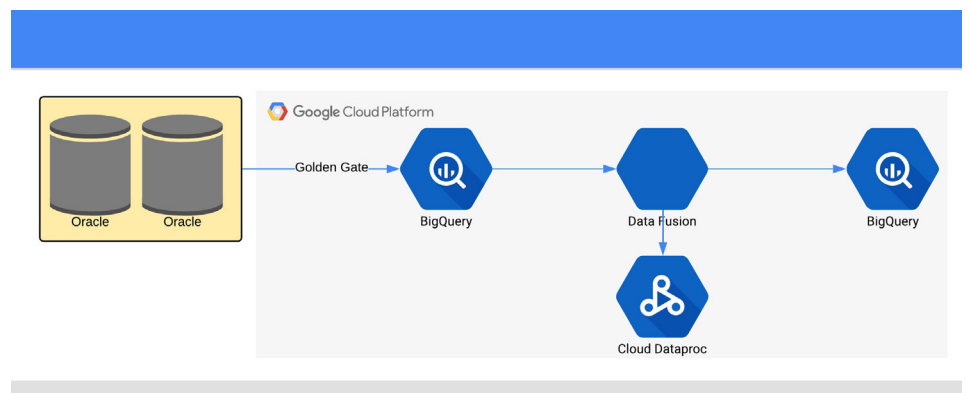 Google Cloud Platform
Golden Gate
Oracle
Oracle
BigQuery
Data Fusion
BigQuery
Cloud Dataproc